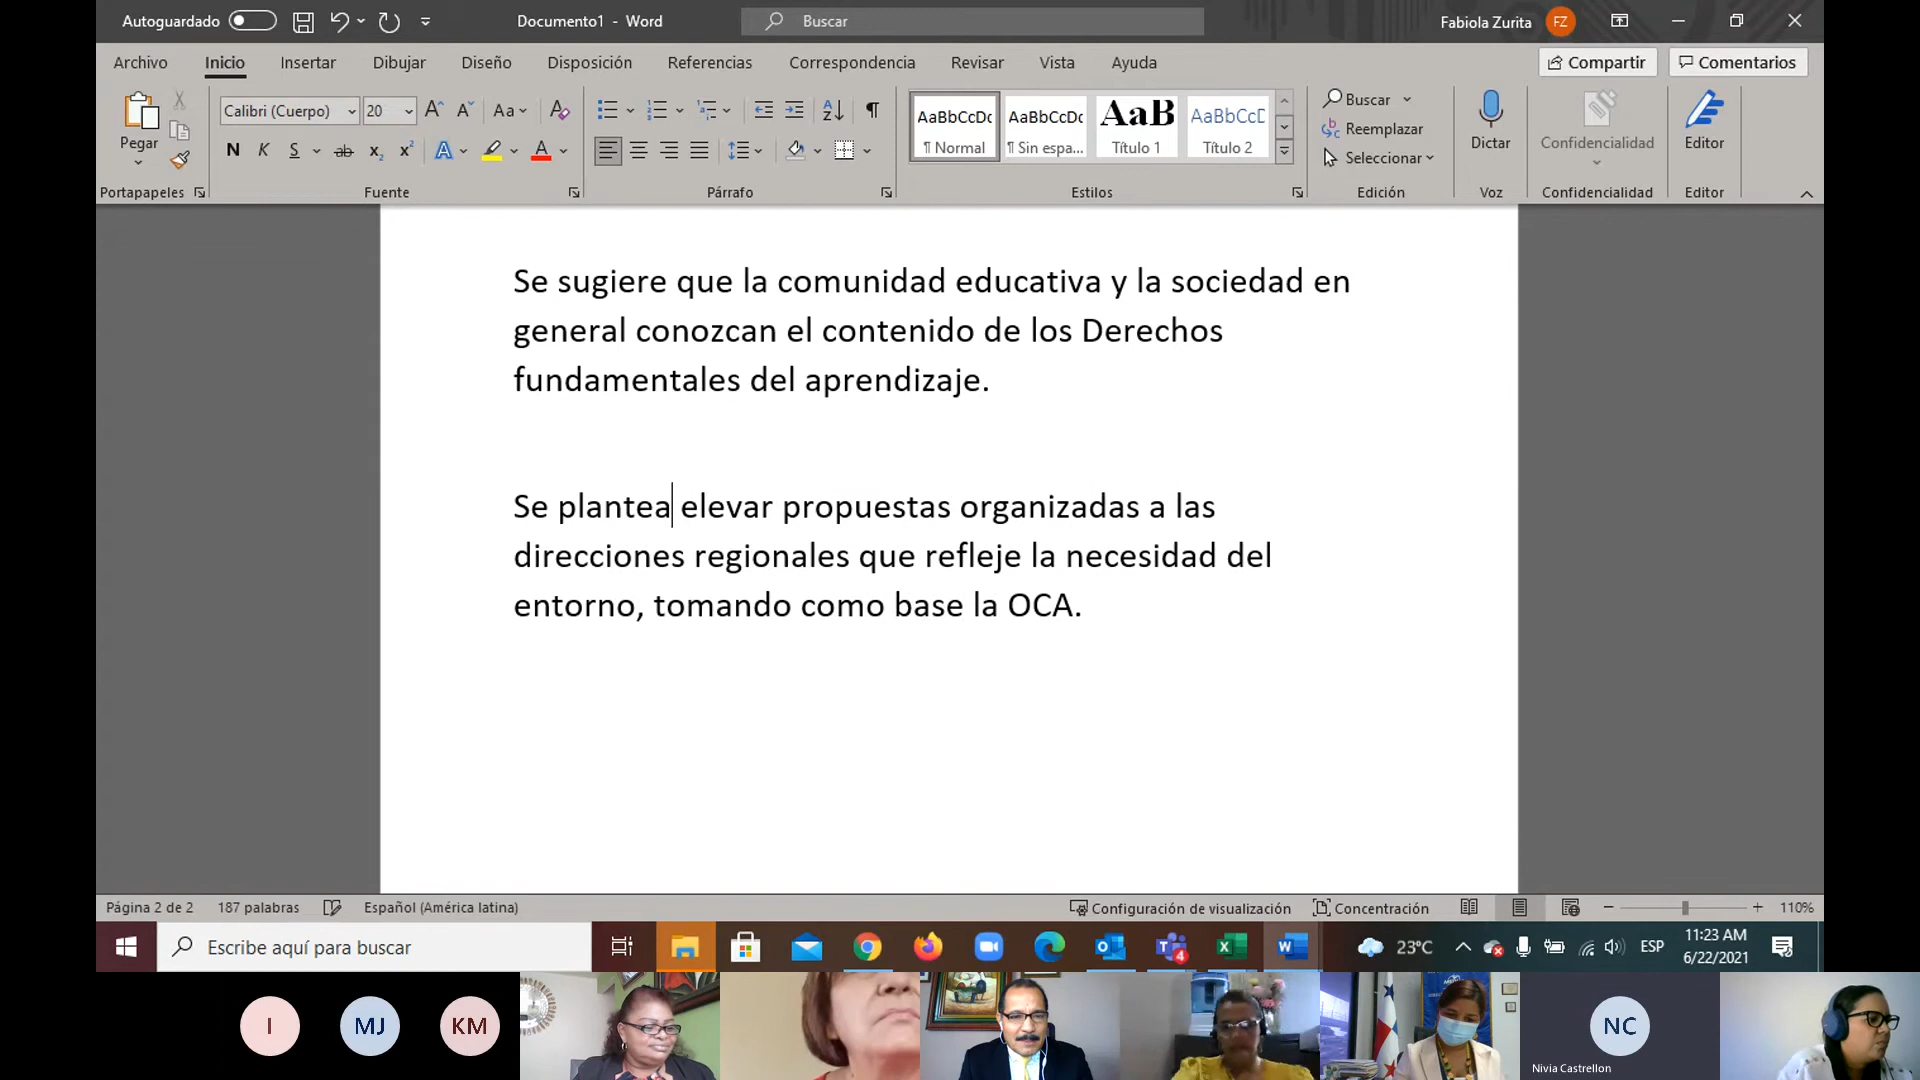 Autoguardado
Documento1 - Word
Buscar
Fabiola Zurita FZ
Archivo Inicio Insertar Dibujar Diseño Disposición Referencias Correspondencia Revisar Vista Ayuda
Compartir Comentarios
Pegar
Calibri (Cuerpo) 20
AaBbCcDc AaBbCcDc AaB AaBbCcD
¶ Normal ¶ Sin espa... Título 1 Título 2
Buscar
Reemplazar
Seleccionar
Dictar
Confidencialidad
Editor
Portapapeles Fuente Párrafo Estilos Edición Voz Confidencialidad Editor
Se sugiere que la comunidad educativa y la sociedad en
general conozcan el contenido de los Derechos
fundamentales del aprendizaje.
Se plantea elevar propuestas organizadas a las
direcciones regionales que refleje la necesidad del
entorno, tomando como base la OCA.
Página 2 de 2 187 palabras Español (América latina)
Configuración de visualización Concentración 110%
Escribe aquí para buscar
4
23°C
ESP
11:23 AM
6/22/2021
I MJ KM NC
Nivia Castrellon